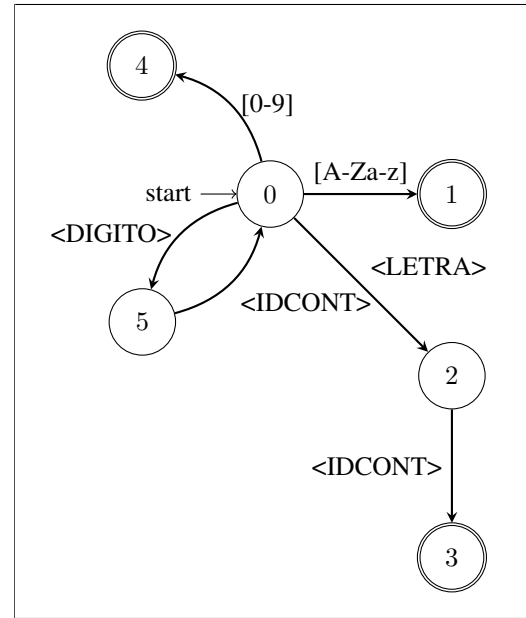 4
[0-9]
start
0
[A-Za-z]
1
<DIGITO>
<LETRA>
5
<IDCONT>
2
<IDCONT>
3